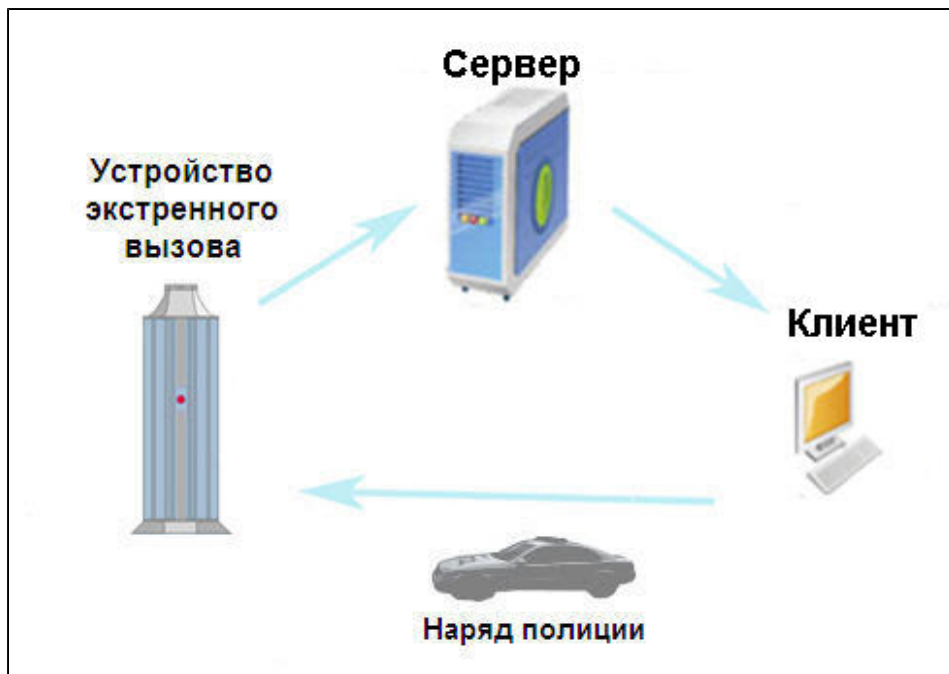 Сервер
Устройство
экстренного
вызова
Клиент
Наряд полиции